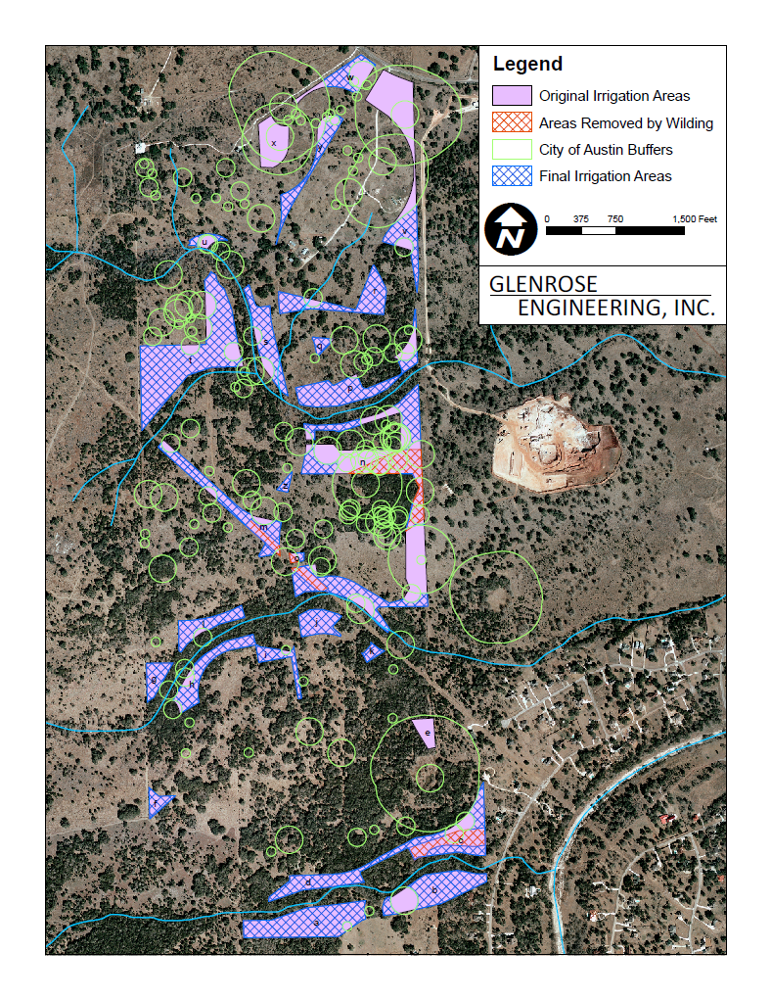 Legend
Original Irrigation Areas
Areas Removed by Wilding
City of Austin Buffers
Final Irrigation Areas
N
0 375 750 1,500 Feet
GLENROSE
ENGINEERING, INC.
w
x
y
v
u
r
s
q
t
p
n
m
o
i
k
g
h
j
e
f
c
d
b
a